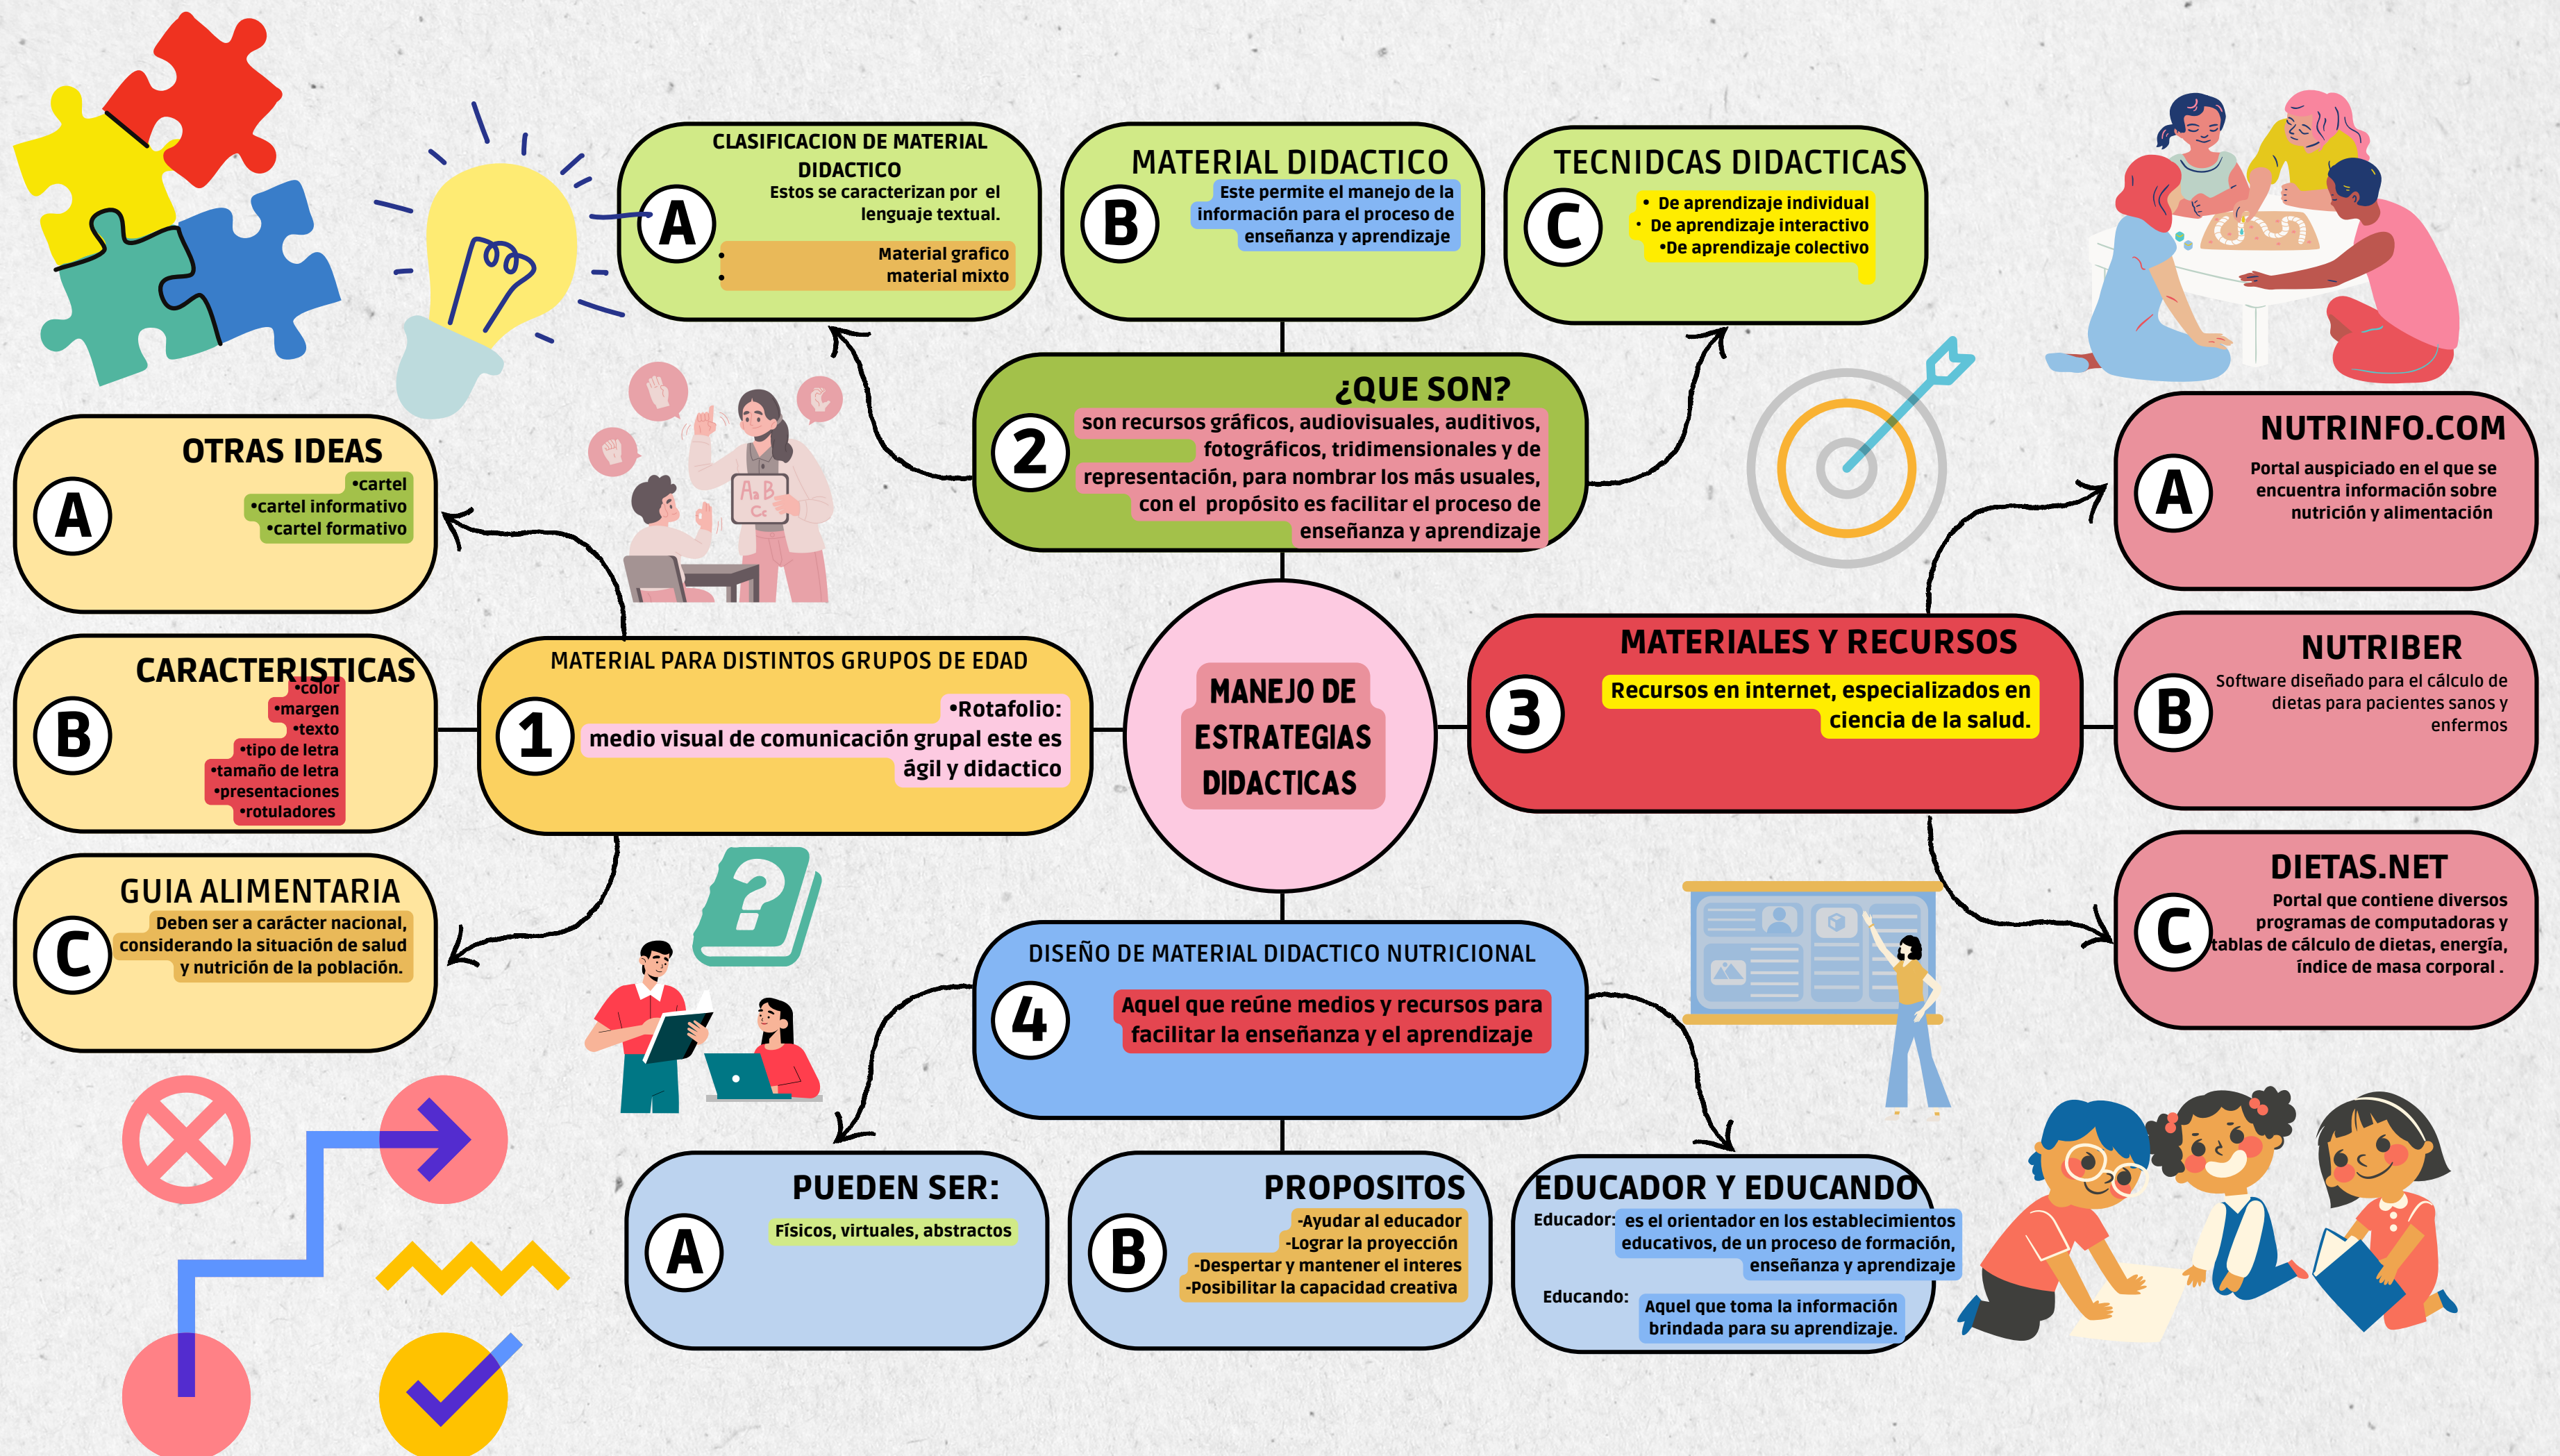 CLASIFICACION DE MATERIAL
DIDACTICO
A
Estos se caracterizan por el
lenguaje textual.
• Material grafico
• material mixto
MATERIAL DIDACTICO
B
Este permite el manejo de la
información para el proceso de
enseñanza y aprendizaje
TECNIDCAS DIDACTICAS
C
• De aprendizaje individual
• De aprendizaje interactivo
•De aprendizaje colectivo
¿QUE SON?
2
son recursos gráficos, audiovisuales, auditivos,
fotográficos, tridimensionales y de
representación, para nombrar los más usuales,
con el propósito es facilitar el proceso de
enseñanza y aprendizaje
Aa B
Cc
OTRAS IDEAS
A
•cartel
•cartel informativo
•cartel formativo
CARACTERISTICAS
B
•color
•margen
•texto
•tipo de letra
•tamaño de letra
•presentaciones
•rotuladores
GUIA ALIMENTARIA
C
Deben ser a carácter nacional,
considerando la situación de salud
y nutrición de la población.
MATERIAL PARA DISTINTOS GRUPOS DE EDAD
1
•Rotafolio:
medio visual de comunicación grupal este es
ágil y didactico
MANEJO DE
ESTRATEGIAS
DIDACTICAS
MATERIALES Y RECURSOS
3
Recursos en internet, especializados en
ciencia de la salud.
NUTRINFO.COM
A
Portal auspiciado en el que se
encuentra información sobre
nutrición y alimentación
NUTRIBER
B
Software diseñado para el cálculo de
dietas para pacientes sanos y
enfermos
DIETAS.NET
C
Portal que contiene diversos
programas de computadoras y
tablas de cálculo de dietas, energía,
índice de masa corporal .
?
DISEÑO DE MATERIAL DIDACTICO NUTRICIONAL
4
Aquel que reúne medios y recursos para
facilitar la enseñanza y el aprendizaje
PUEDEN SER:
A
Físicos, virtuales, abstractos
PROPOSITOS
B
-Ayudar al educador
-Lograr la proyección
-Despertar y mantener el interes
-Posibilitar la capacidad creativa
EDUCADOR Y EDUCANDO
Educador: es el orientador en los establecimientos
educativos, de un proceso de formación,
enseñanza y aprendizaje
Educando: Aquel que toma la información
brindada para su aprendizaje.